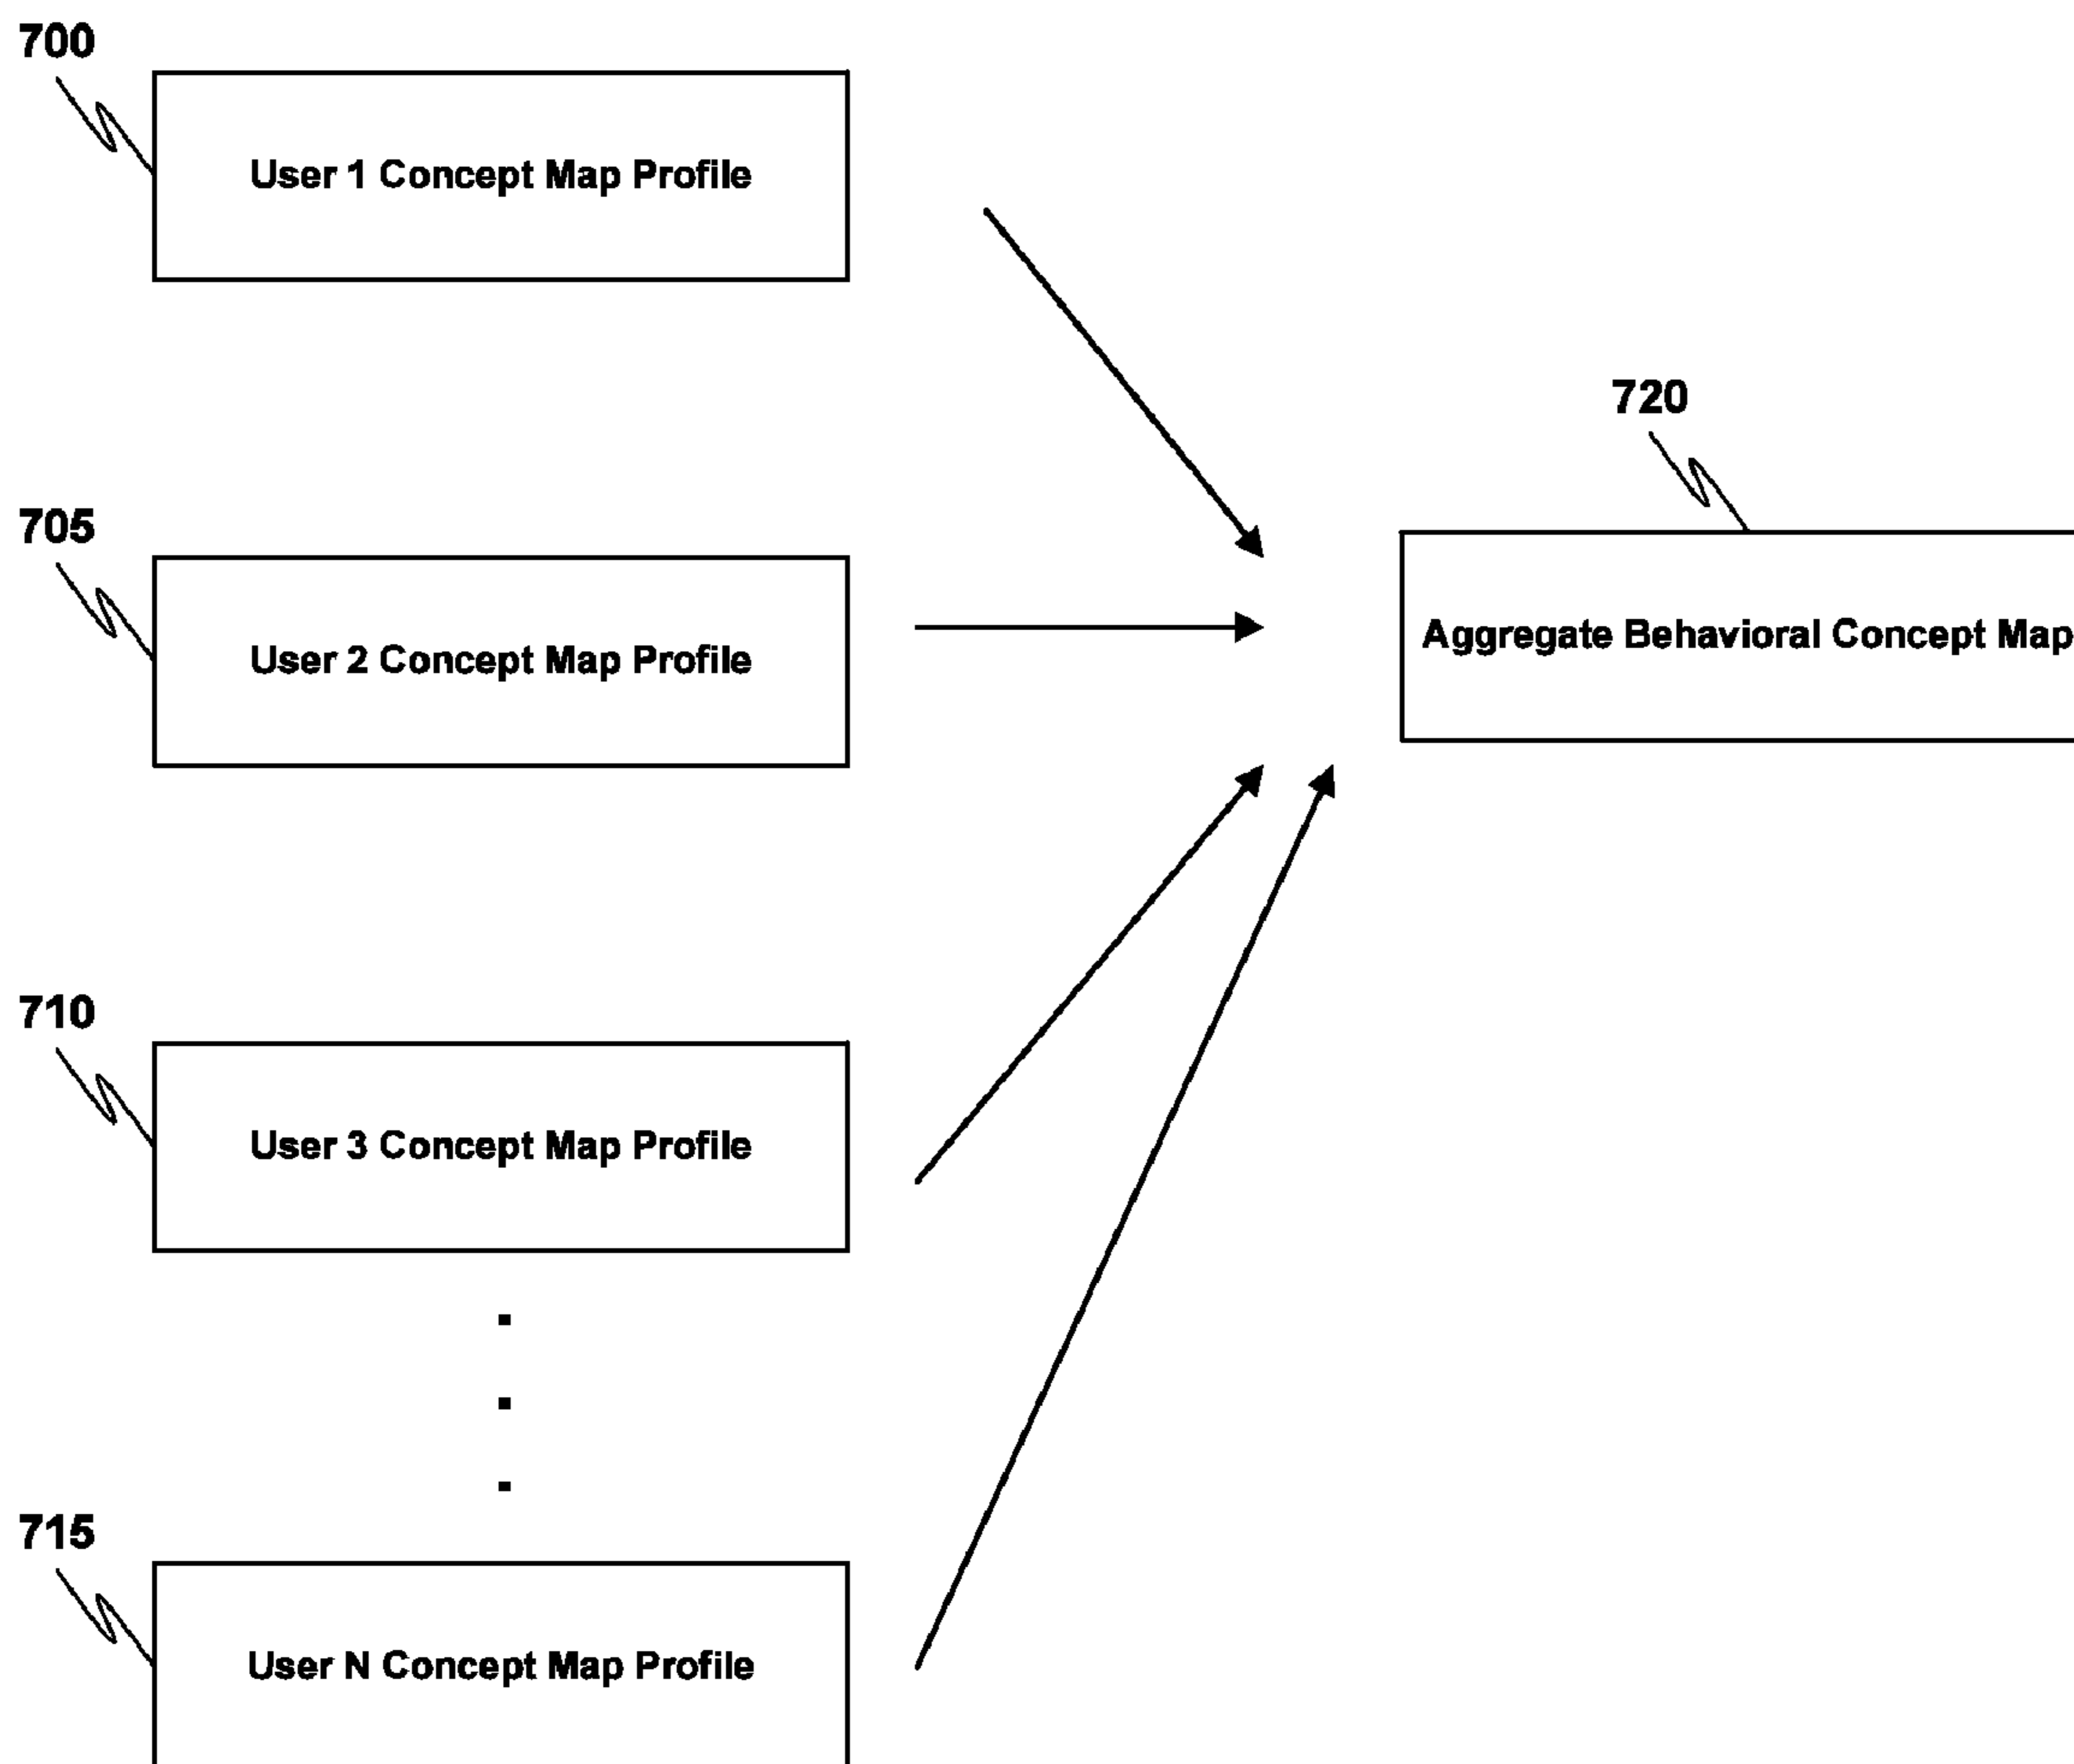 700
User 1 Concept Map Profile
720
705
User 2 Concept Map Profile
Aggregate Behavioral Concept Map
710
User 3 Concept Map Profile
715
User N Concept Map Profile